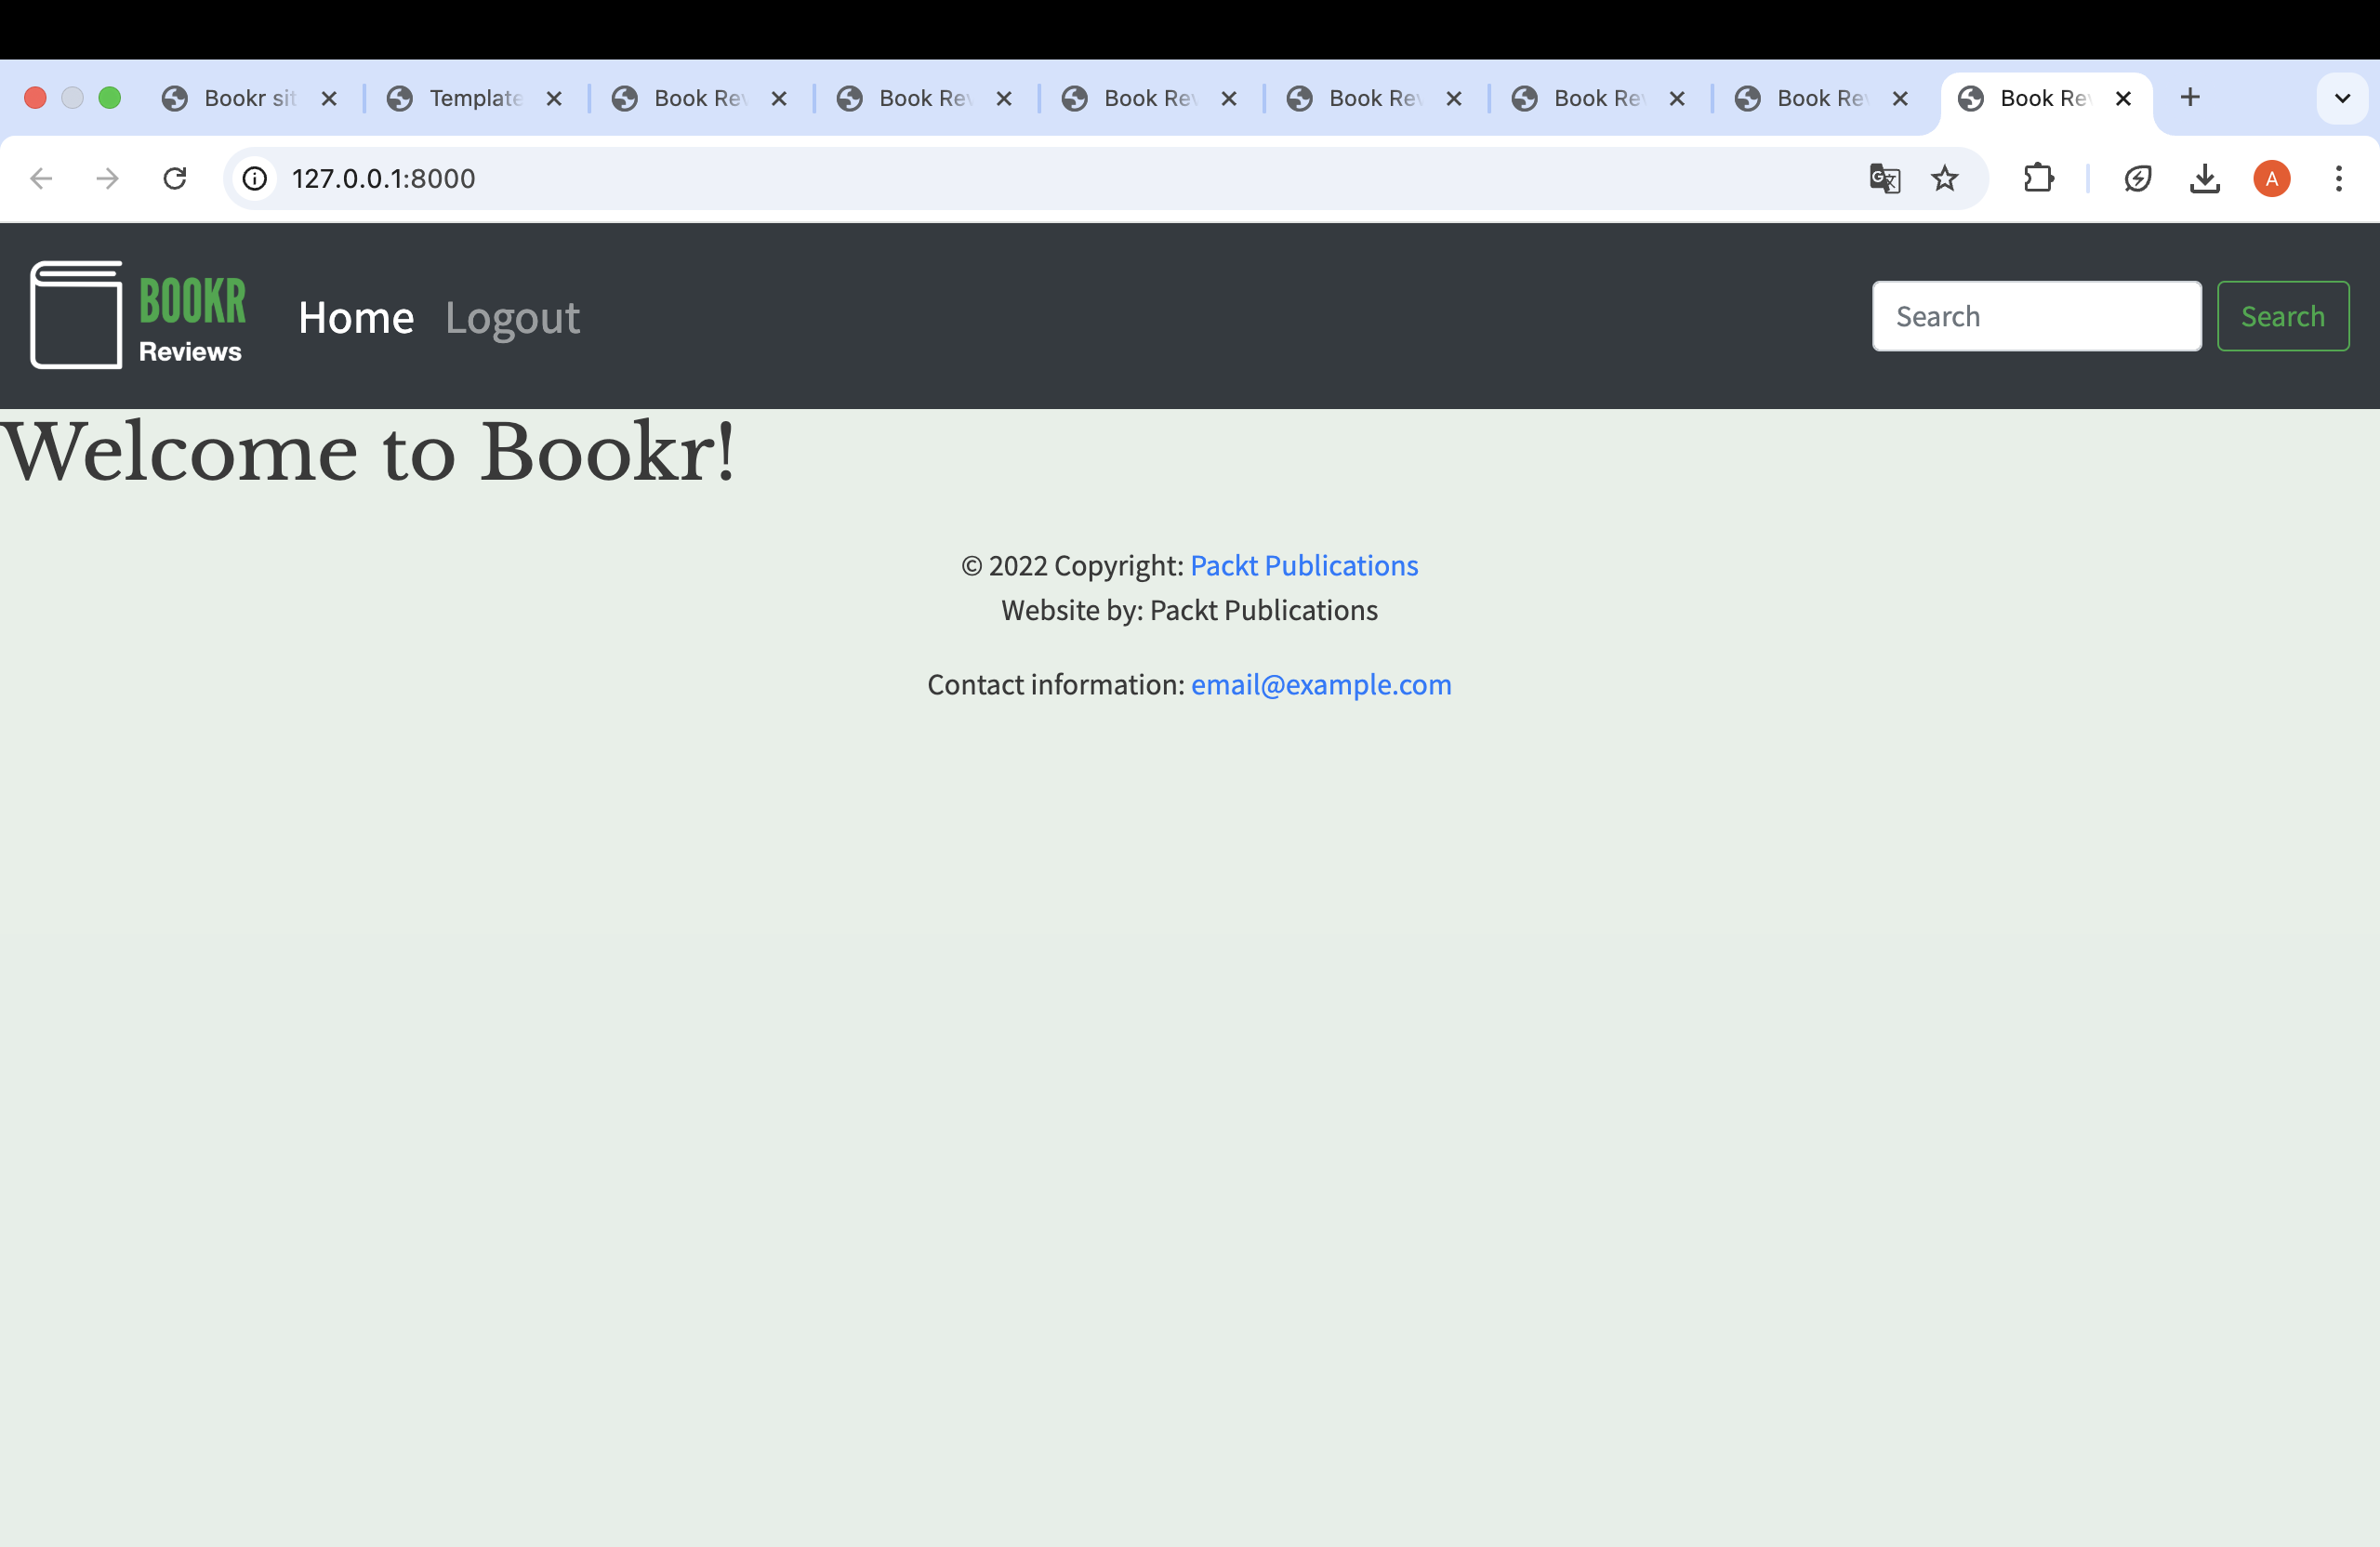 Bookr sit
Template
Book Rev
Book Rev
Book Rev
Book Rev
Book Rev
Book Rev
Book Rev
127.0.0.1:8000
A
BOOKR
Reviews
Home
Logout
Search
Search
Welcome to Bookr!
© 2022 Copyright: Packt Publications
Website by: Packt Publications
Contact information: email@example.com